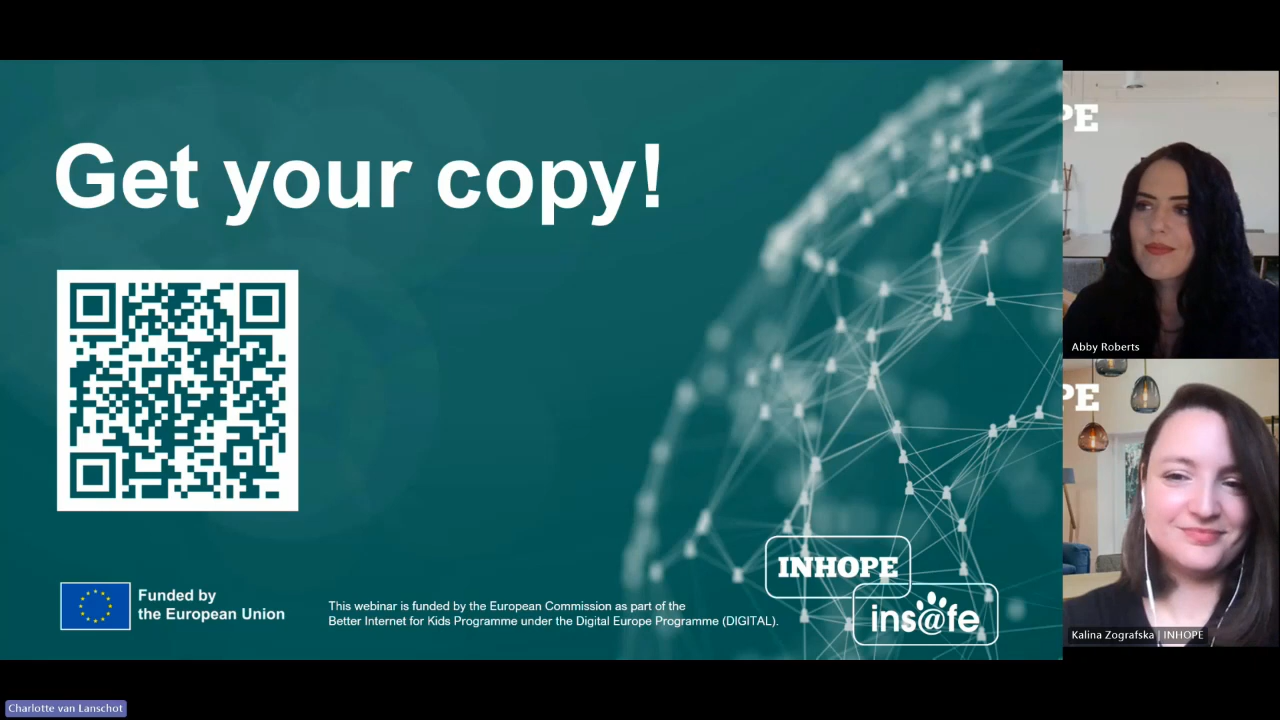 Get your copy!
Funded by
the European Union
This webinar is funded by the European Commission as part of the
Better Internet for Kids Programme under the Digital Europe Programme (DIGITAL).
INHOPE
ins@fe
PE
Abby Roberts
PE
Kalina Zografska | INHOPE
Charlotte van Lanschot